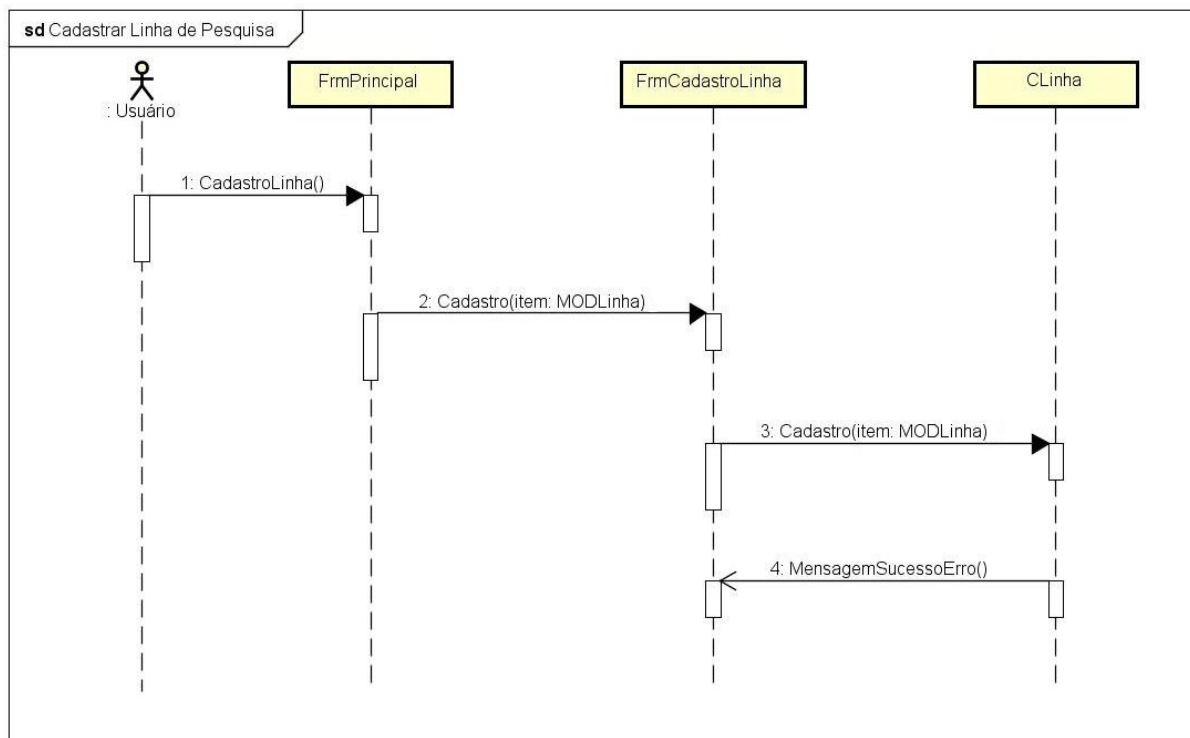 sd Cadastrar Linha de Pesquisa
: Usuário
FrmPrincipal
FrmCadastroLinha
CLinha
1: CadastroLinha()
2: Cadastro(item: MODLinha)
3: Cadastro(item: MODLinha)
4: MensagemSucessoErro()